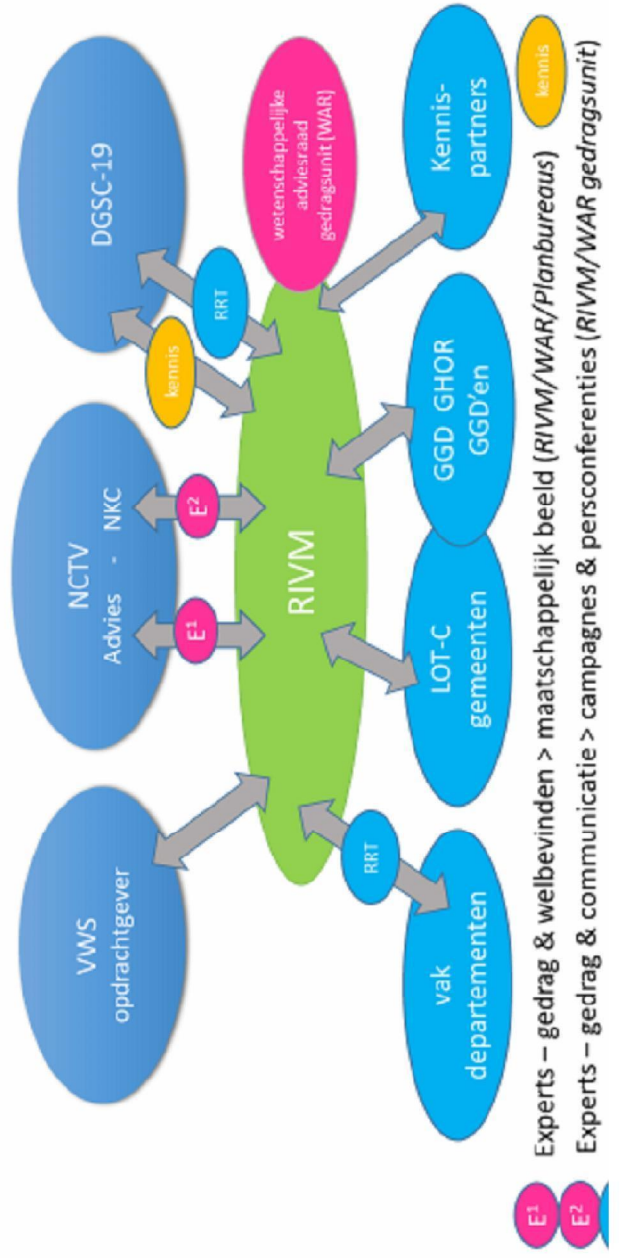 VWS
opdrachtgever
NCTV
Advies - NKC
DGSC-19
E¹
E²
kennis
RRT
RIVM
wetenschappelijke
adviesraad
gedragsunit (WAR)
RRT
vak
departementen
LOT-C
gemeenten
GGD GHOR
GGD'en
Kennis-
partners
E¹ Experts – gedrag & welbevinden > maatschappelijk beeld (RIVM/WAR/Planbureaus) kennis
E² Experts – gedrag & communicatie > campagnes & persconferenties (RIVM/WAR gedragsunit)